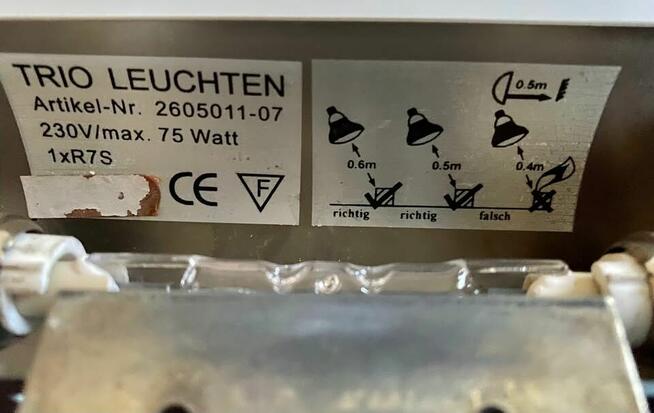 TRIO LEUCHTEN
Artikel-Nr. 2605011-07
230V/max. 75 Watt
1xR7S
CE F
0.5m
0.6m 0.5m 0.4m
richtig richtig falsch